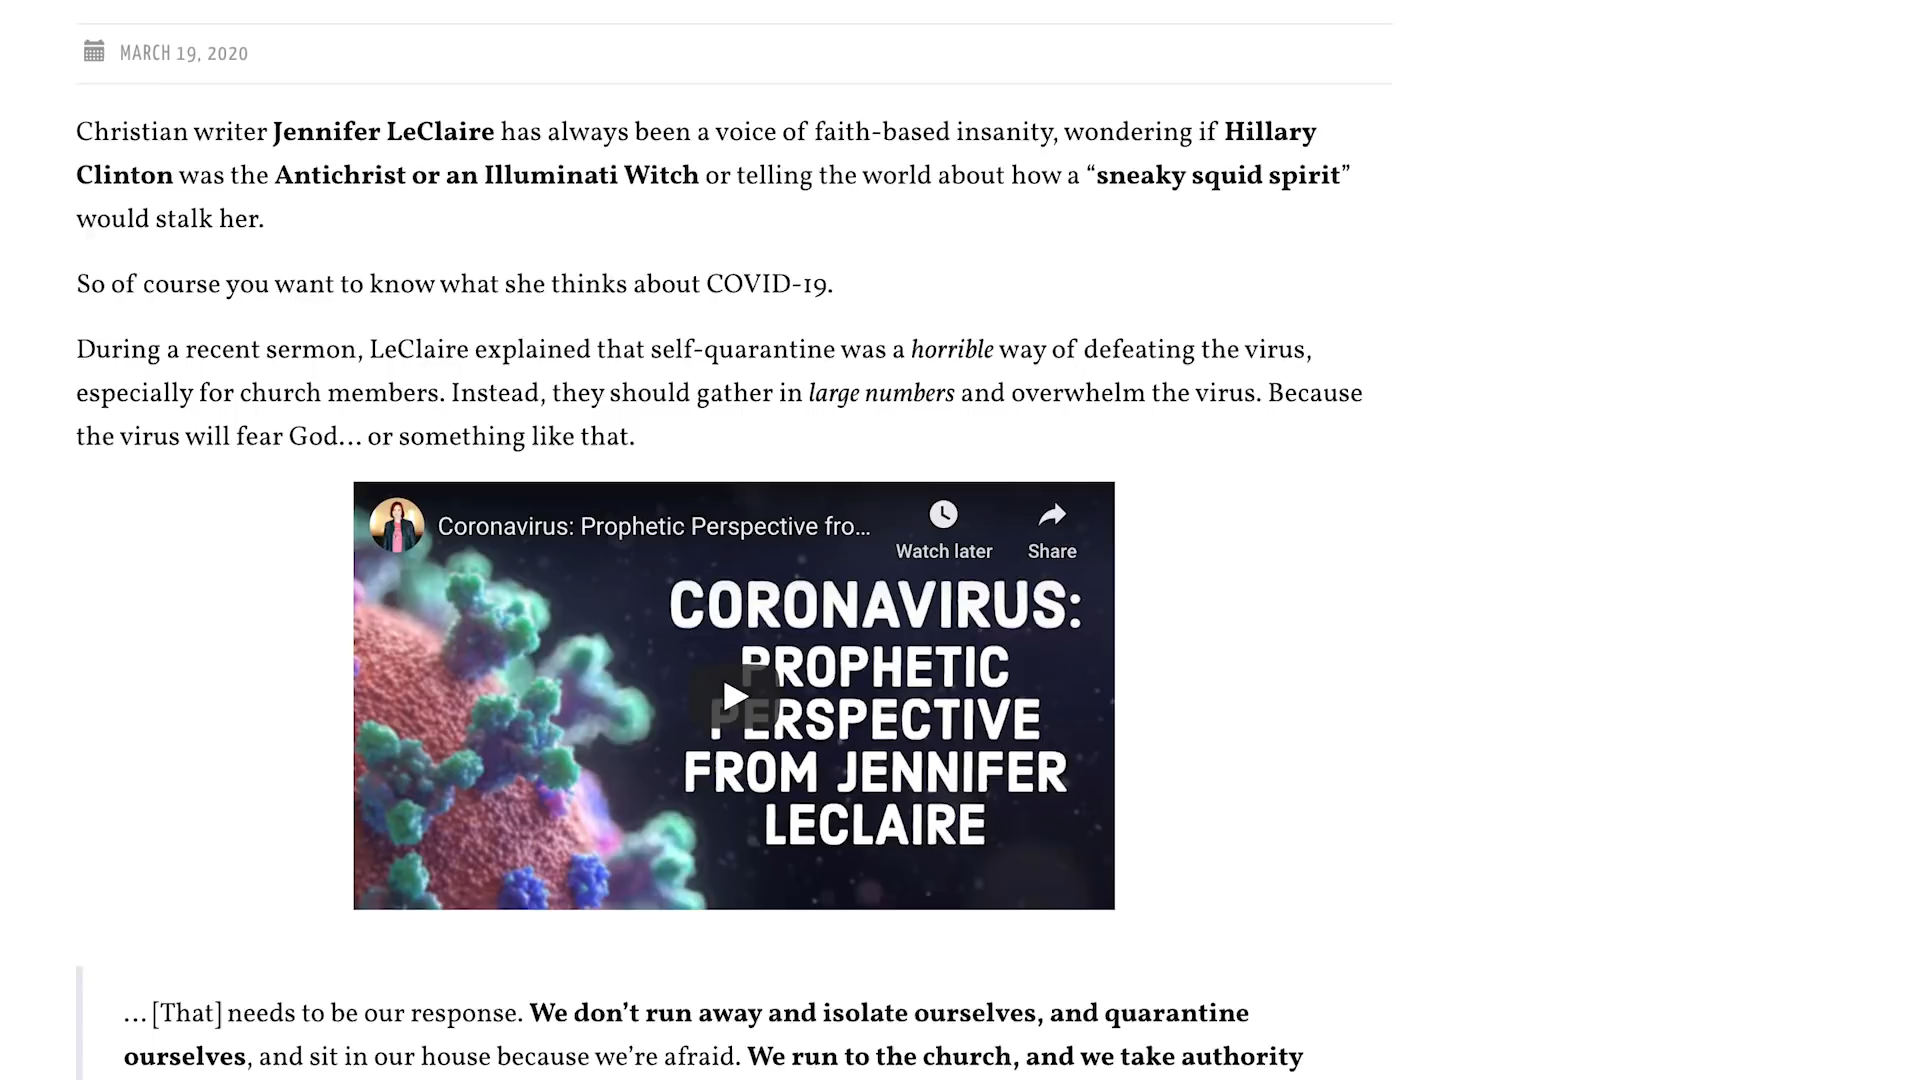 MARCH 19, 2020
Christian writer Jennifer LeClaire has always been a voice of faith-based insanity, wondering if Hillary
Clinton was the Antichrist or an Illuminati Witch or telling the world about how a “sneaky squid spirit”
would stalk her.
So of course you want to know what she thinks about COVID-19.
During a recent sermon, LeClaire explained that self-quarantine was a horrible way of defeating the virus,
especially for church members. Instead, they should gather in large numbers and overwhelm the virus. Because
the virus will fear God… or something like that.
Coronavirus: Prophetic Perspective fro…
Watch later
Share
CORONAVIRUS:
PROPHETIC
PERSPECTIVE
FROM JENNIFER
LECLAIRE
… [That] needs to be our response. We don’t run away and isolate ourselves, and quarantine
ourselves, and sit in our house because we’re afraid. We run to the church, and we take authority